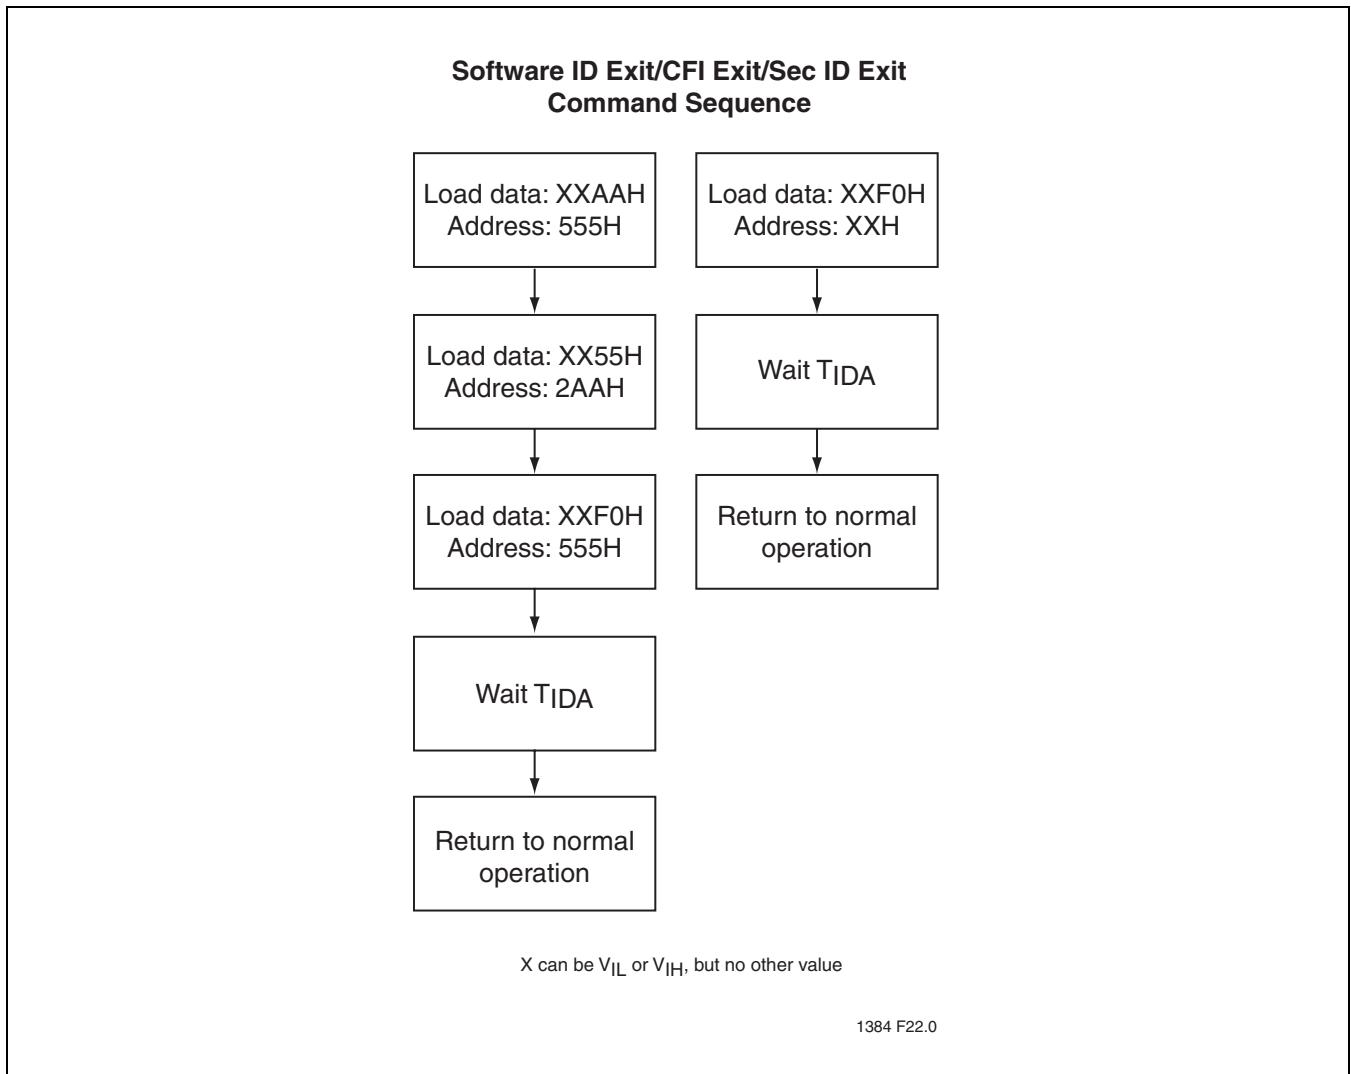 Software ID Exit/CFI Exit/Sec ID Exit
Command Sequence
Load data: XXAAH
Address: 555H
Load data: XX55H
Address: 2AAH
Load data: XXF0H
Address: 555H
Wait TIDA
Return to normal
operation
Load data: XXF0H
Address: XXH
Wait TIDA
Return to normal
operation
X can be VIL or VIH, but no other value
1384 F22.0